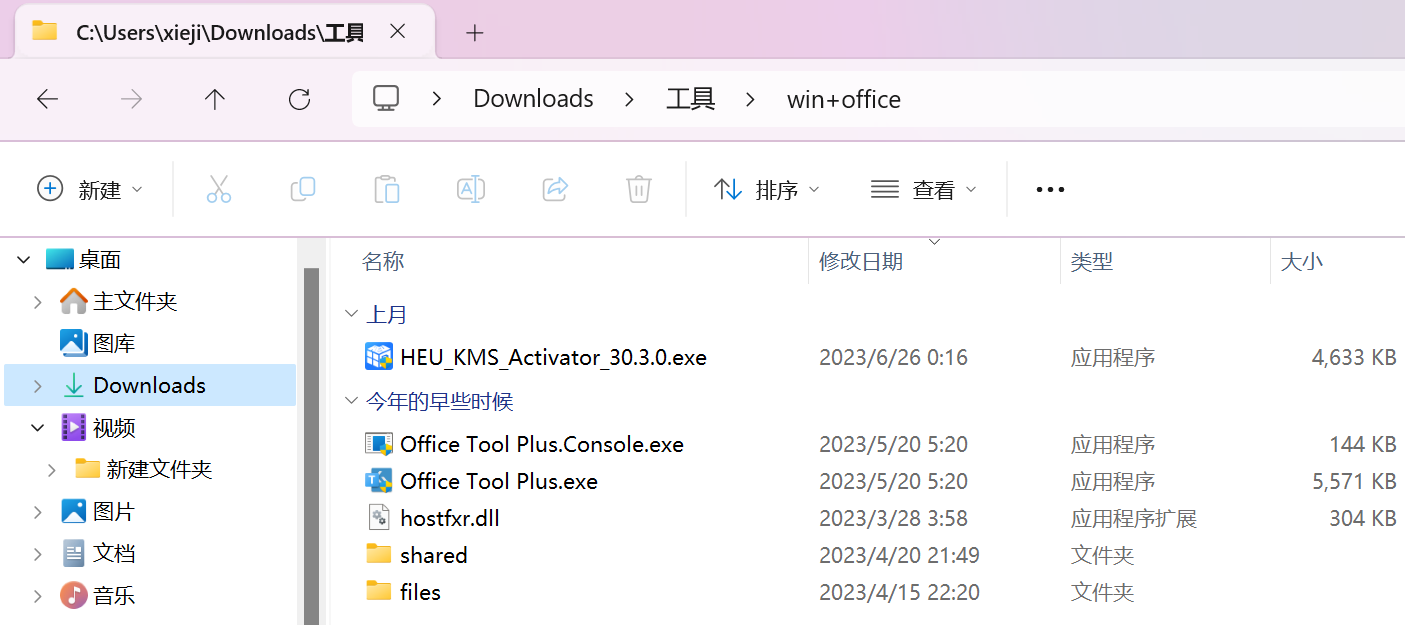 C:\Users\xieji\Downloads\工具
Downloads 工具 win+office
新建 排序 查看
桌面
主文件夹
图库
Downloads
视频
新建文件夹
图片
文档
音乐
名称 修改日期 类型 大小
上月
HEU_KMS_Activator_30.3.0.exe 2023/6/26 0:16 应用程序 4,633 KB
今年的早些时候
Office Tool Plus.Console.exe 2023/5/20 5:20 应用程序 144 KB
Office Tool Plus.exe 2023/5/20 5:20 应用程序 5,571 KB
hostfxr.dll 2023/3/28 3:58 应用程序扩展 304 KB
shared 2023/4/20 21:49 文件夹
files 2023/4/15 22:20 文件夹